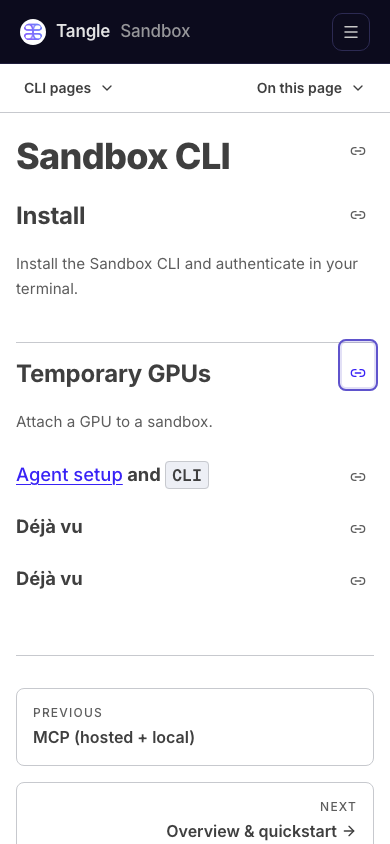 Tangle Sandbox
CLI pages
On this page
Sandbox CLI
Install
Install the Sandbox CLI and authenticate in your
terminal.
Temporary GPUs
Attach a GPU to a sandbox.
Agent setup and CLI
Déjà vu
Déjà vu
PREVIOUS
MCP (hosted + local)
NEXT
Overview & quickstart →